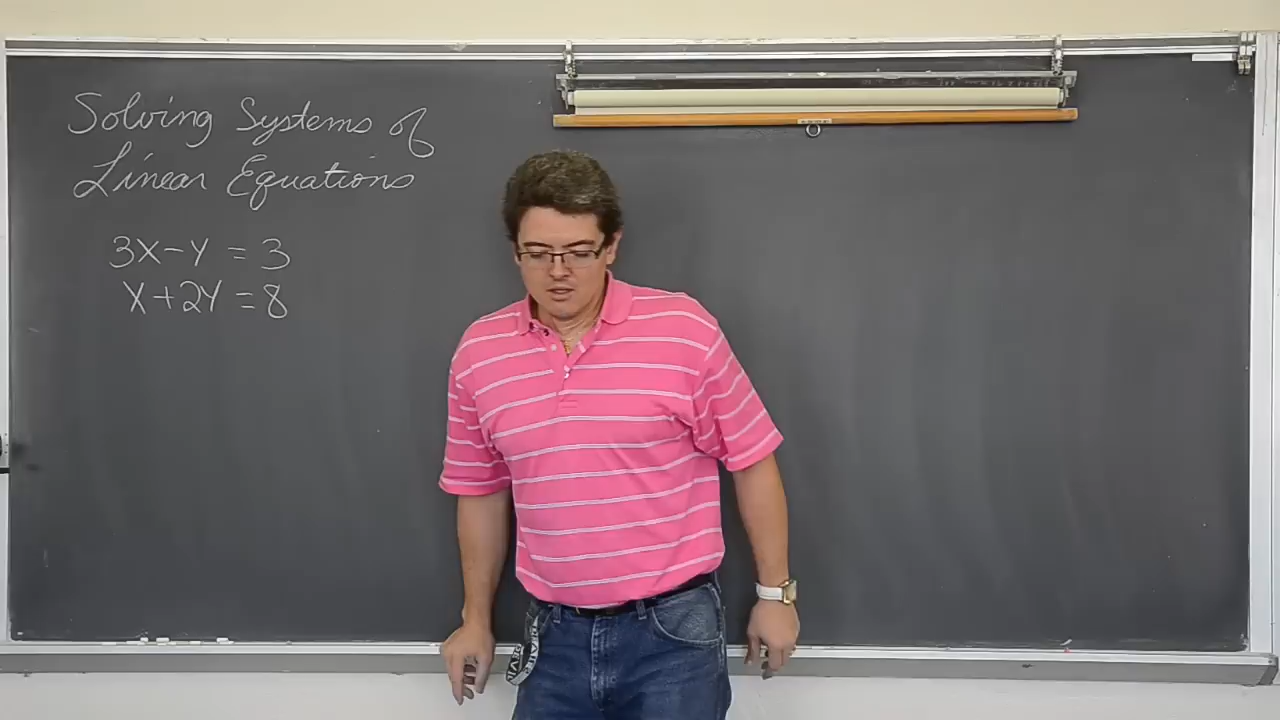 Solving Systems of
Linear Equations
3X-Y = 3
X+2Y=8